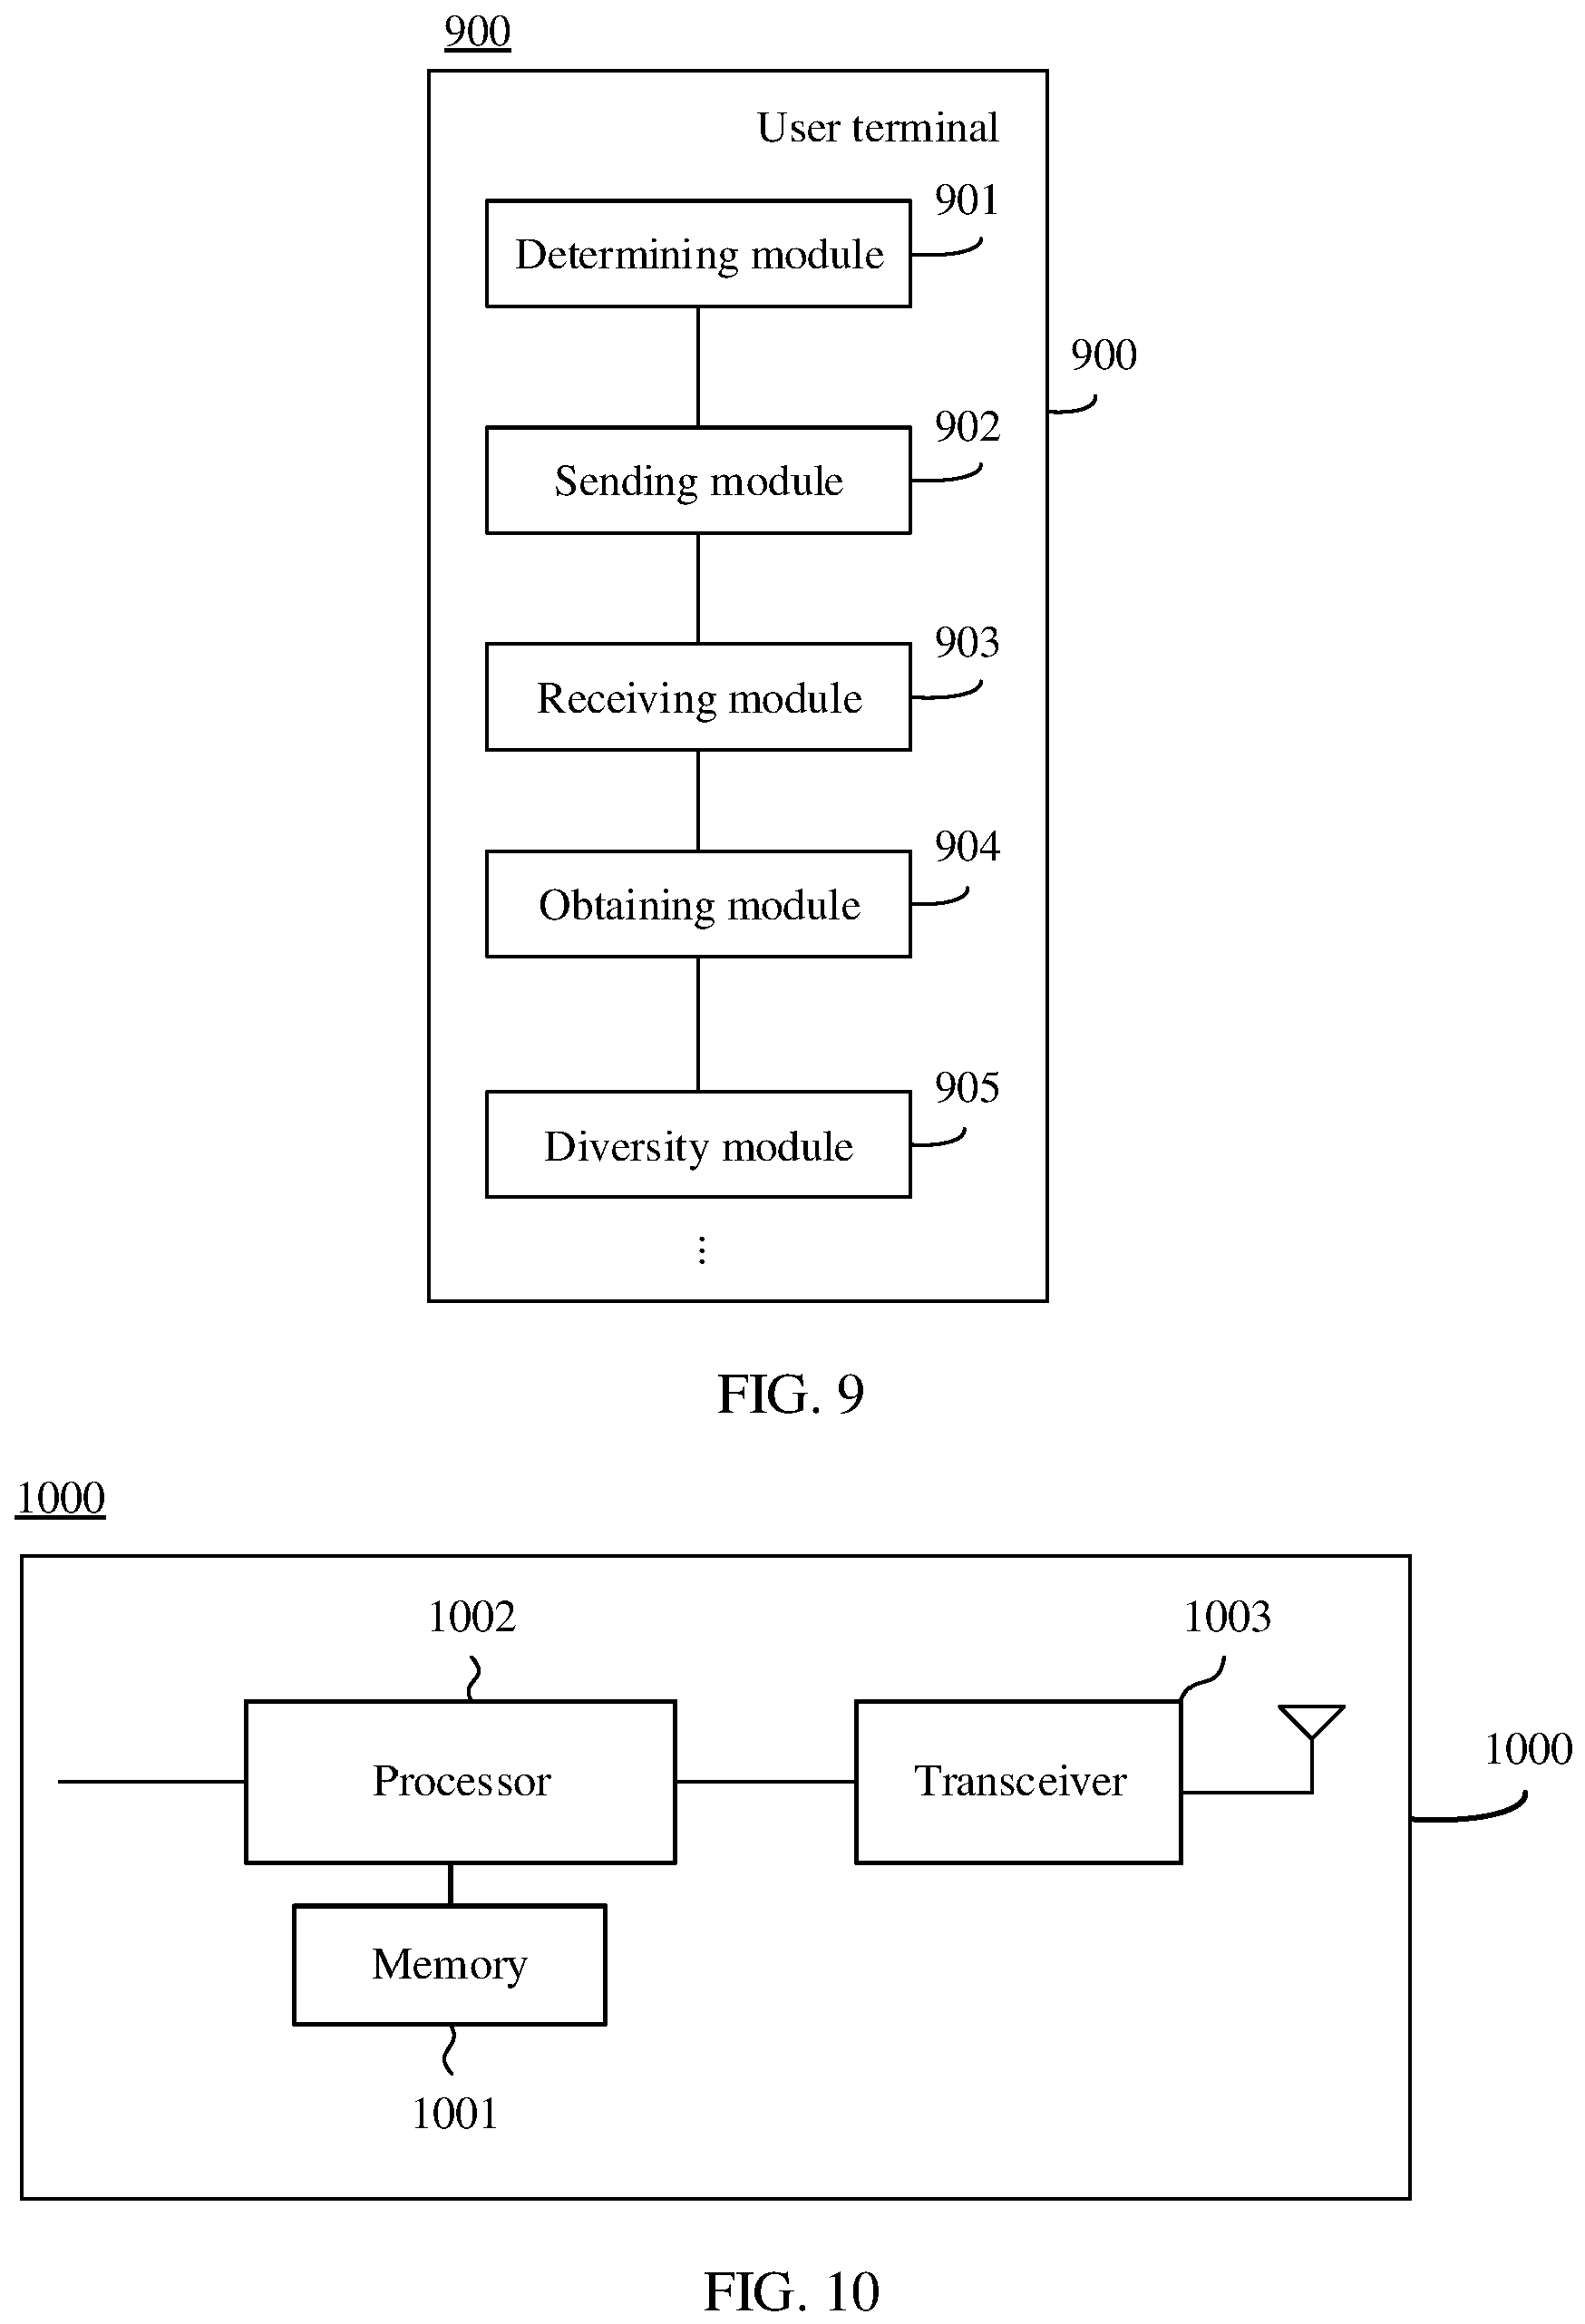 900
User terminal
901
Determining module
900
902
Sending module
903
Receiving module
904
Obtaining module
905
Diversity module
⋮
FIG. 9
1000
1002
1003
Processor
Transceiver
1000
Memory
1001
FIG. 10